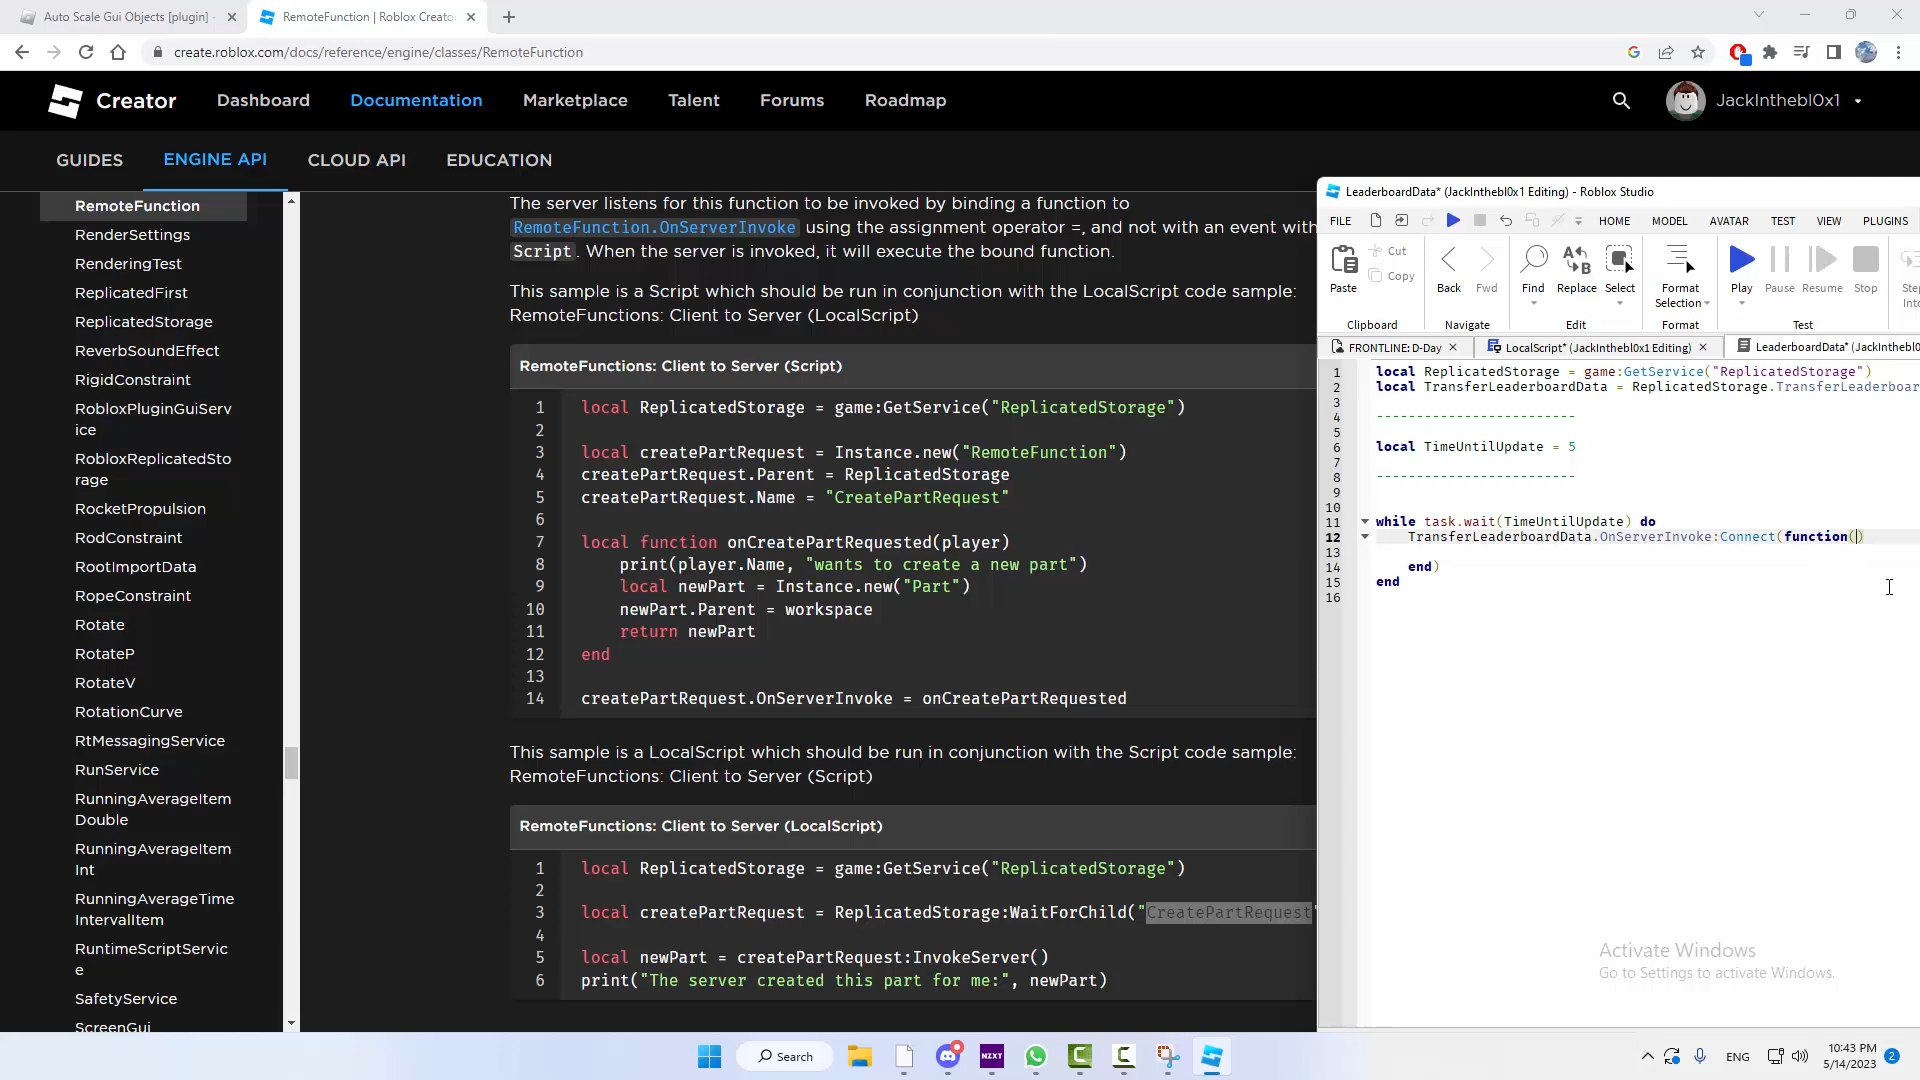 Auto Scale Gui Objects [plugin] -
RemoteFunction | Roblox Creator
create.roblox.com/docs/reference/engine/classes/RemoteFunction
Creator
Dashboard
Documentation
Marketplace
Talent
Forums
Roadmap
JackInthebl0x1
GUIDES
ENGINE API
CLOUD API
EDUCATION
RemoteFunction
RenderSettings
RenderingTest
ReplicatedFirst
ReplicatedStorage
ReverbSoundEffect
RigidConstraint
RobloxPluginGuiServ
ice
RobloxReplicatedSto
rage
RocketPropulsion
RodConstraint
RootImportData
RopeConstraint
Rotate
RotateP
RotateV
RotationCurve
RtMessagingService
RunService
RunningAverageItem
Double
RunningAverageItem
Int
RunningAverageTime
IntervalItem
RuntimeScriptServic
e
SafetyService
ScreenGui
The server listens for this function to be invoked by binding a function to
RemoteFunction.OnServerInvoke using the assignment operator =, and not with an event with
Script. When the server is invoked, it will execute the bound function.
This sample is a Script which should be run in conjunction with the LocalScript code sample:
RemoteFunctions: Client to Server (LocalScript)
RemoteFunctions: Client to Server (Script)
1 local ReplicatedStorage = game:GetService("ReplicatedStorage")
2
3 local createPartRequest = Instance.new("RemoteFunction")
4 createPartRequest.Parent = ReplicatedStorage
5 createPartRequest.Name = "CreatePartRequest"
6
7 local function onCreatePartRequested(player)
8 print(player.Name, "wants to create a new part")
9 local newPart = Instance.new("Part")
10 newPart.Parent = workspace
11 return newPart
12 end
13
14 createPartRequest.OnServerInvoke = onCreatePartRequested
This sample is a LocalScript which should be run in conjunction with the Script code sample:
RemoteFunctions: Client to Server (Script)
RemoteFunctions: Client to Server (LocalScript)
1 local ReplicatedStorage = game:GetService("ReplicatedStorage")
2
3 local createPartRequest = ReplicatedStorage:WaitForChild("CreatePartRequest"
4
5 local newPart = createPartRequest:InvokeServer()
6 print("The server created this part for me:", newPart)
LeaderboardData* (JackInthebl0x1 Editing) - Roblox Studio
FILE
HOME
MODEL
AVATAR
TEST
VIEW
PLUGINS
Paste
Cut
Copy
Clipboard
Back
Fwd
Navigate
Find
Replace
Select
Edit
Format
Selection
Format
Play
Pause
Resume
Stop
Test
Step
Into
FRONTLINE: D-Day
LocalScript* (JackInthebl0x1 Editing)
LeaderboardData* (JackInthebl0
1 local ReplicatedStorage = game:GetService("ReplicatedStorage")
2 local TransferLeaderboardData = ReplicatedStorage.TransferLeaderboar
3
4 -------------------------
5
6 local TimeUntilUpdate = 5
7
8 -------------------------
9
10
11 while task.wait(TimeUntilUpdate) do
12 TransferLeaderboardData.OnServerInvoke:Connect(function()
13
14 end)
15 end
16
Activate Windows
Go to Settings to activate Windows.
Search
NZXT
ENG
10:43 PM
5/14/2023
2